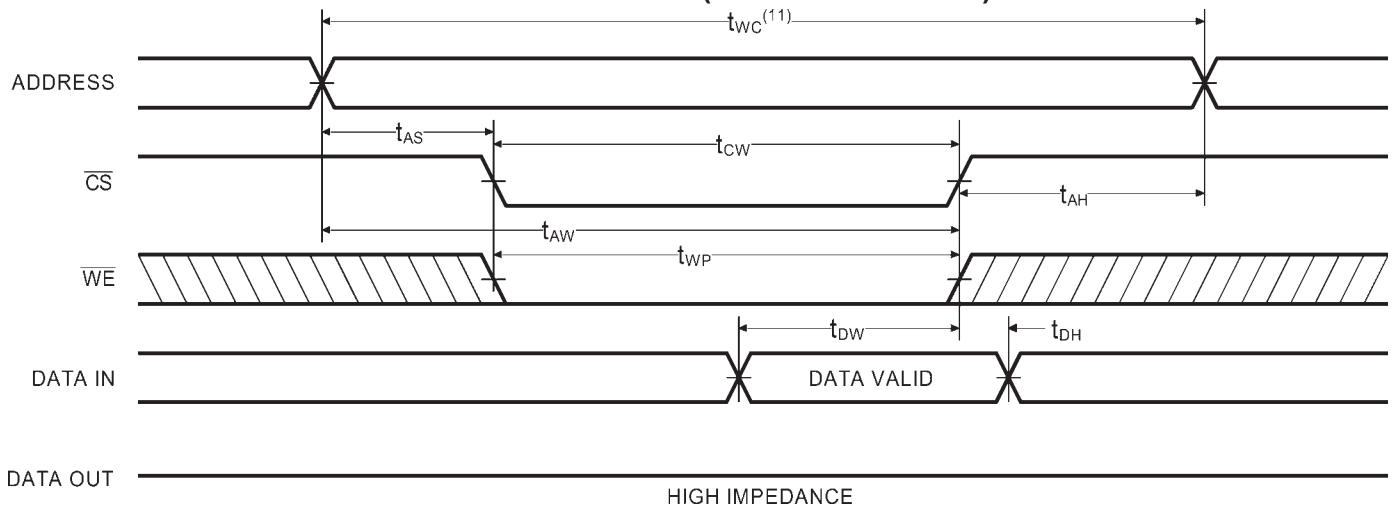 tWC(11)
ADDRESS
tAS
tCW
CS
tAH
tAW
WE
tWP
tDW
tDH
DATA IN
DATA VALID
DATA OUT
HIGH IMPEDANCE